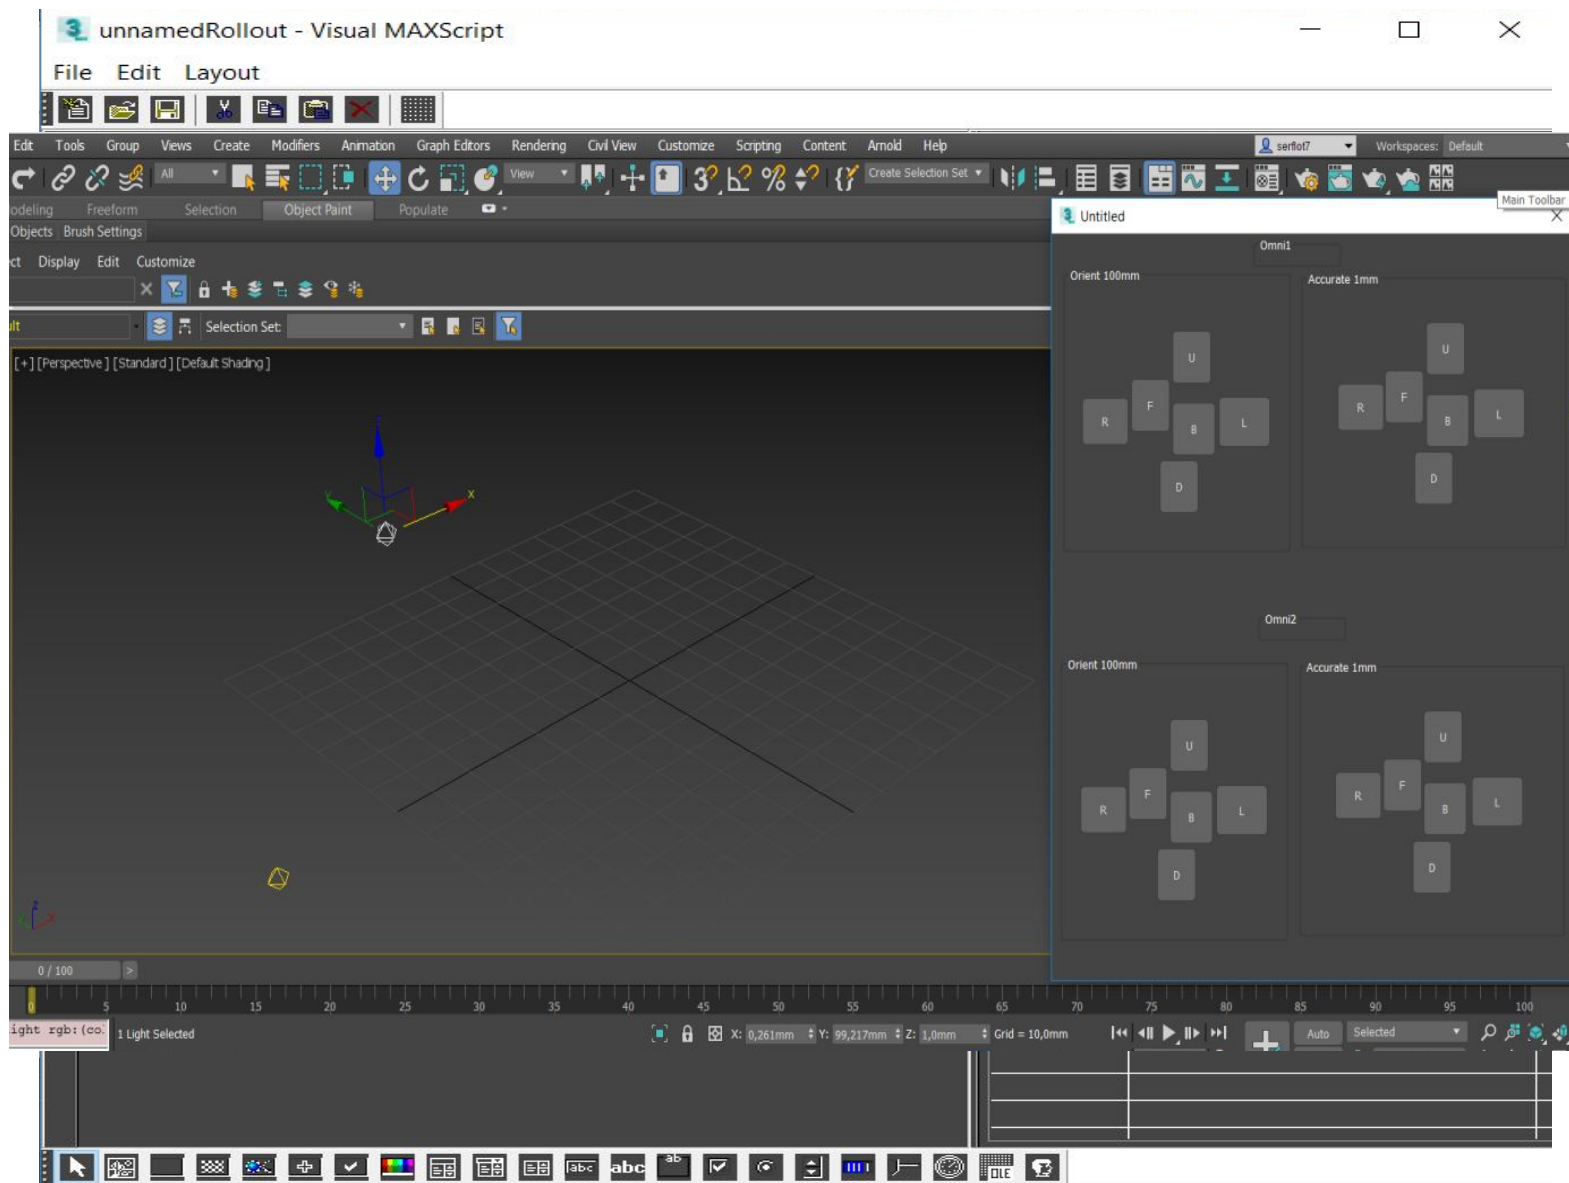 unnamedRollout - Visual MAXScript
File Edit Layout
Edit Tools Group Views Create Modifiers Animation Graph Editors Rendering Civil View Customize Scripting Content Arnold Help serflot7 Workspaces: Default
All View Create Selection Set
Main Toolbar
odeling Freeform Selection Object Paint Populate
Objects Brush Settings
ct Display Edit Customize
ult Selection Set:
[+] [Perspective] [Standard] [Default Shading]
Z
Y X
Z
X
Untitled
Omni1
Orient 100mm Accurate 1mm
U U
R F B L R F B L
D D
Omni2
Orient 100mm Accurate 1mm
U U
R F B L R F B L
D D
0 / 100 >
0 5 10 15 20 25 30 35 40 45 50 55 60 65 70 75 80 85 90 95 100
ight rgb:(co. 1 Light Selected X: 0,261mm Y: 99,217mm Z: 1,0mm Grid = 10,0mm Auto Selected
abc abc ab OLE